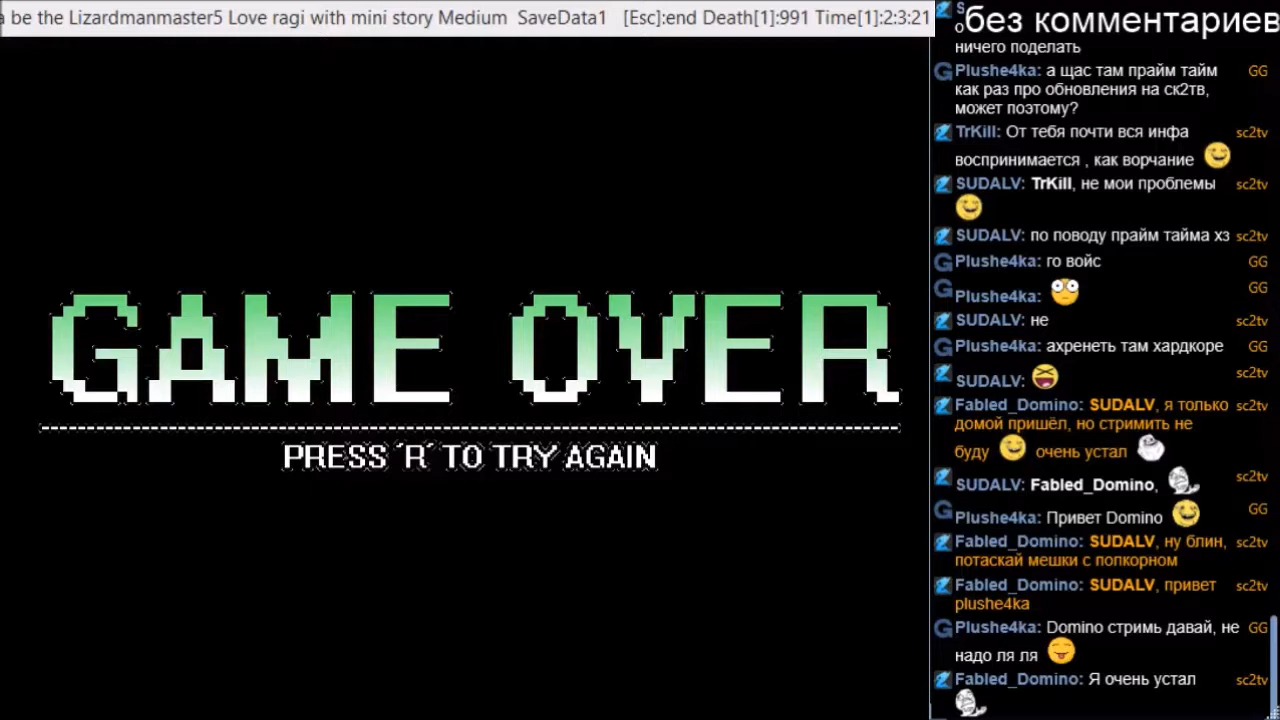 a be the Lizardmanmaster5 Love ragi with mini story Medium  SaveData1   [Esc]:end Death[1]:991 Time[1]:2:3:21
GAME OVER
PRESS ´R´ TO TRY AGAIN
без комментариев
ничего поделать
Plushe4ka: а щас там прайм тайм GG
как раз про обновления на ск2тв,
может поэтому?
TrKill: От тебя почти вся инфа sc2tv
воспринимается , как ворчание
SUDALV: TrKill, не мои проблемы sc2tv
SUDALV: по поводу прайм тайма хз sc2tv
Plushe4ka: го войс GG
Plushe4ka: GG
SUDALV: не sc2tv
Plushe4ka: ахренеть там хардкоре GG
SUDALV: sc2tv
Fabled_Domino: SUDALV, я только sc2tv
домой пришёл, но стримить не
буду очень устал
SUDALV: Fabled_Domino, sc2tv
Plushe4ka: Привет Domino GG
Fabled_Domino: SUDALV, ну блин, sc2tv
потаскай мешки с попкорном
Fabled_Domino: SUDALV, привет sc2tv
plushe4ka
Plushe4ka: Domino стримь давай, не GG
надо ля ля
Fabled_Domino: Я очень устал sc2tv